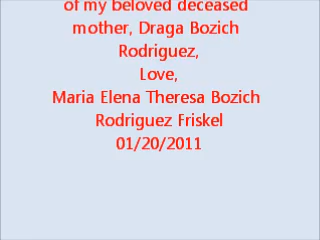 of my beloved deceased
mother, Draga Bozich
Rodriguez,
Love,
Maria Elena Theresa Bozich
Rodriguez Friskel
01/20/2011